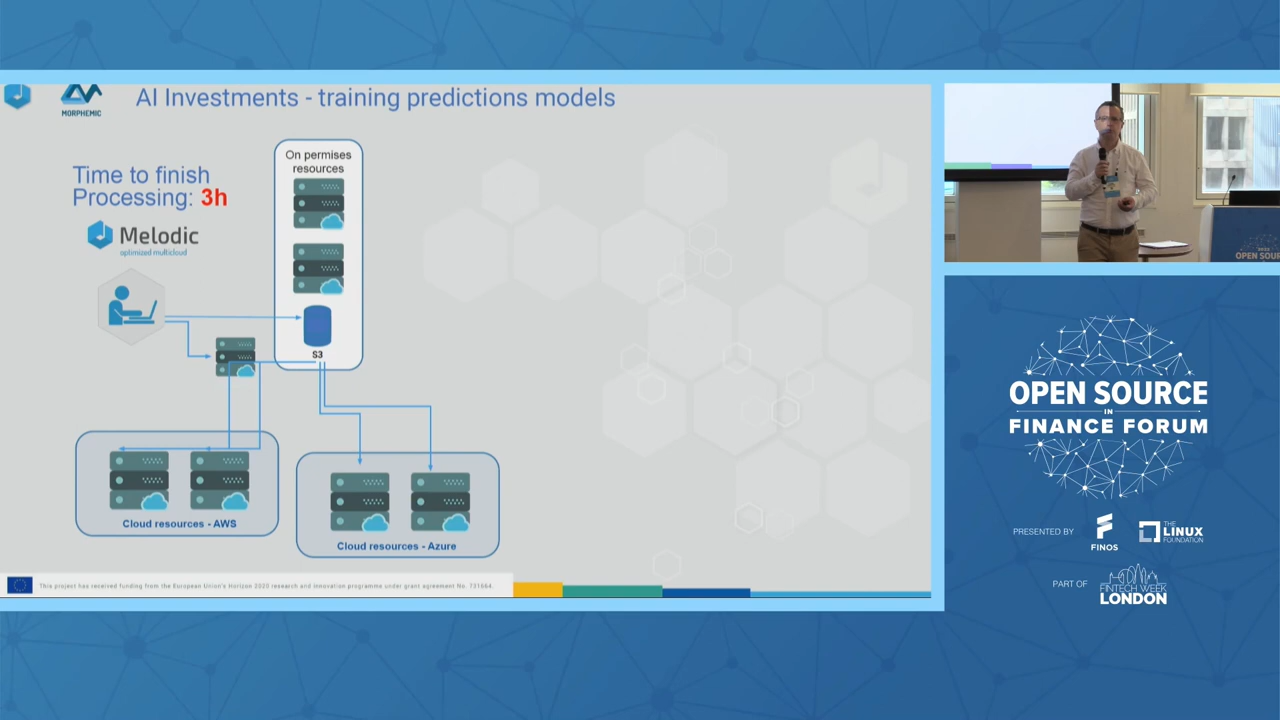 MORPHEMIC
AI Investments - training predictions models
Time to finish
Processing: 3h
Melodic
optimized multicloud
On permises
resources
S3
Cloud resources - AWS
Cloud resources - Azure
This project has received funding from the European Union's Horizon 2020 research and innovation programme under grant agreement No. 731664.
OPEN SOUR
OPEN SOURCE
IN
FINANCE FORUM
PRESENTED BY
FINOS
THE
LINUX
FOUNDATION
PART OF
FINTECH WEEK
LONDON